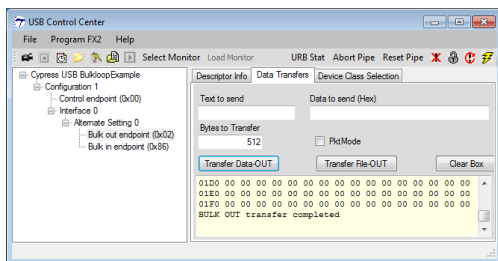 USB Control Center
File Program FX2 Help
Select Monitor Load Monitor URB Stat Abort Pipe Reset Pipe
Cypress USB BulkloopExample
Configuration 1
Control endpoint (0x00)
Interface 0
Alternate Setting 0
Bulk out endpoint (0x02)
Bulk in endpoint (0x86)
Descriptor Info Data Transfers Device Class Selection
Text to send Data to send (Hex)
Bytes to Transfer
512 PktMode
Transfer Data-OUT Transfer File-OUT Clear Box
01D0 00 00 00 00 00 00 00 00 00 00 00 00 00 00 00 00
01E0 00 00 00 00 00 00 00 00 00 00 00 00 00 00 00 00
01F0 00 00 00 00 00 00 00 00 00 00 00 00 00 00 00 00
BULK OUT transfer completed